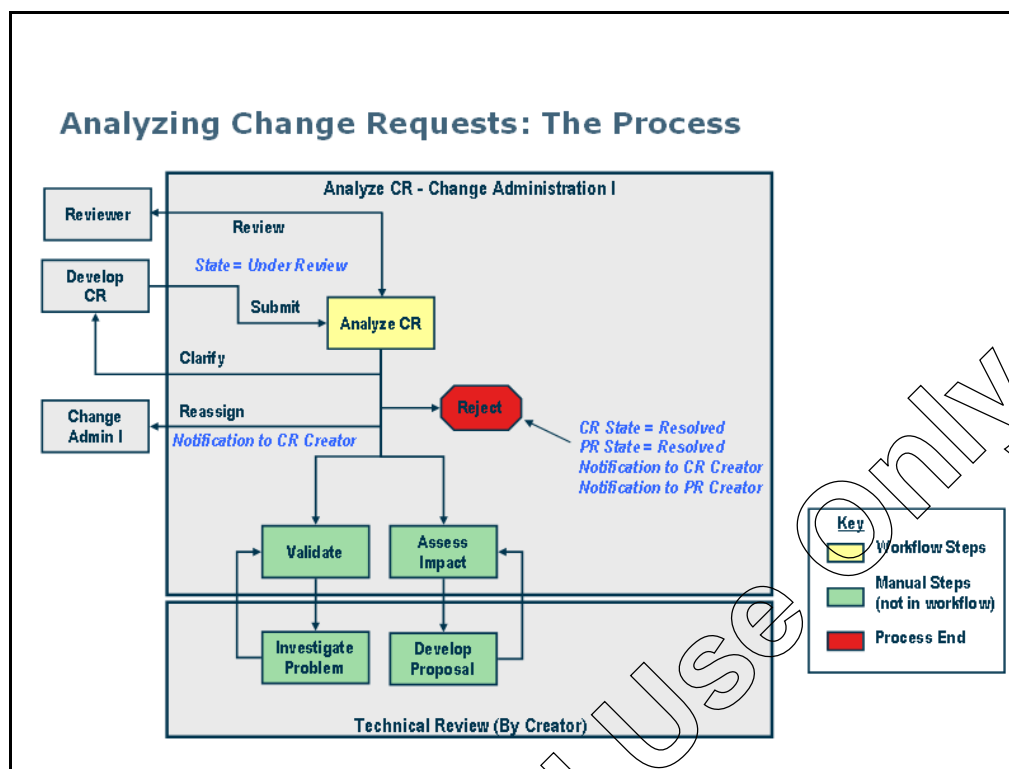 Analyzing Change Requests: The Process
Analyze CR - Change Administration I
Reviewer
Review
State = Under Review
Develop
CR
Submit
Analyze CR
Clarify
Change
Admin I
Reassign
Notification to CR Creator
Reject
CR State = Resolved
PR State = Resolved
Notification to CR Creator
Notification to PR Creator
Validate
Assess
Impact
Investigate
Problem
Develop
Proposal
Technical Review (By Creator)
Key
Workflow Steps
Manual Steps
(not in workflow)
Process End
Use Only